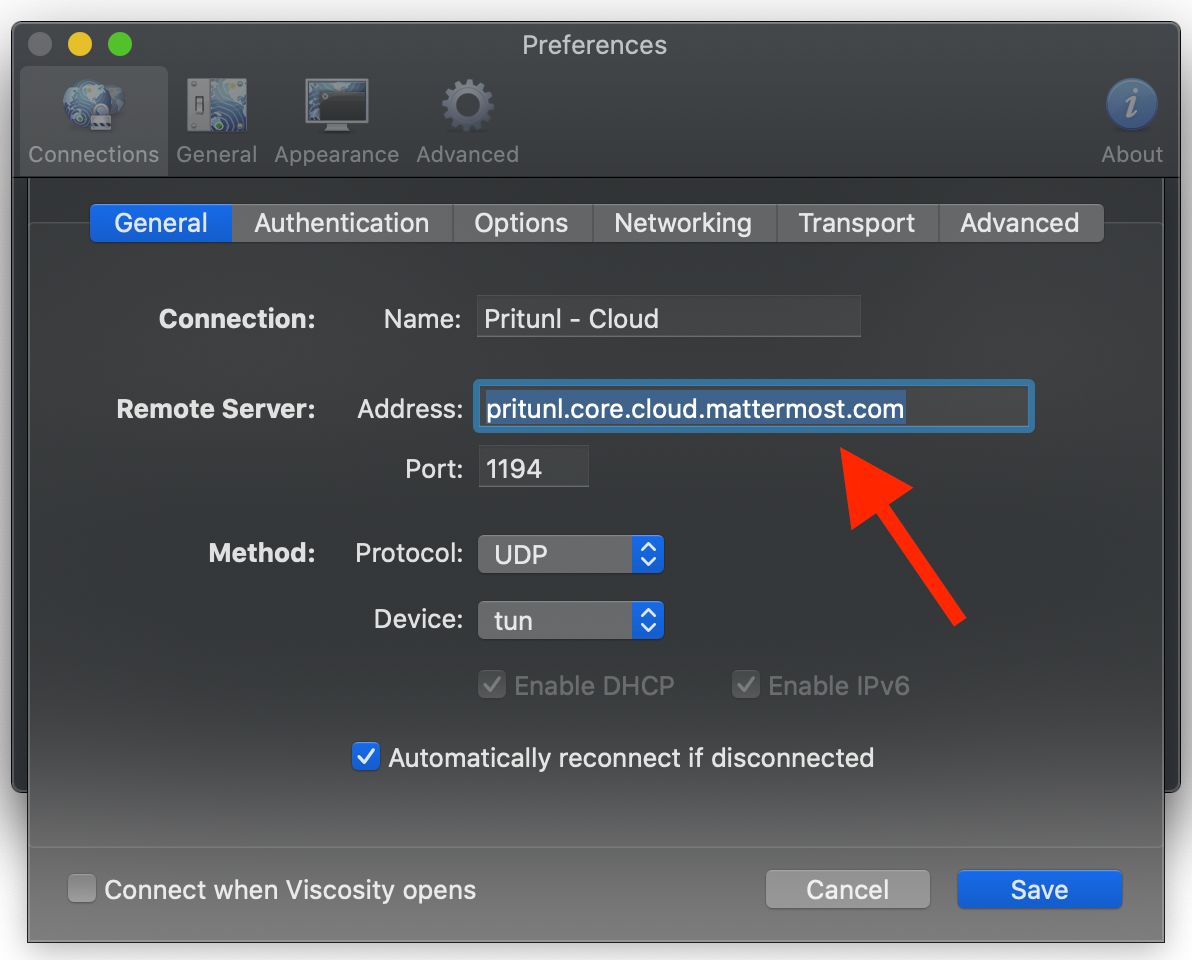 Preferences
Connections General Appearance Advanced About
General Authentication Options Networking Transport Advanced
Connection: Name: Pritunl - Cloud
Remote Server: Address: pritunl.core.cloud.mattermost.com
Port: 1194
Method: Protocol: UDP
Device: tun
Enable DHCP Enable IPv6
Automatically reconnect if disconnected
Connect when Viscosity opens Cancel Save